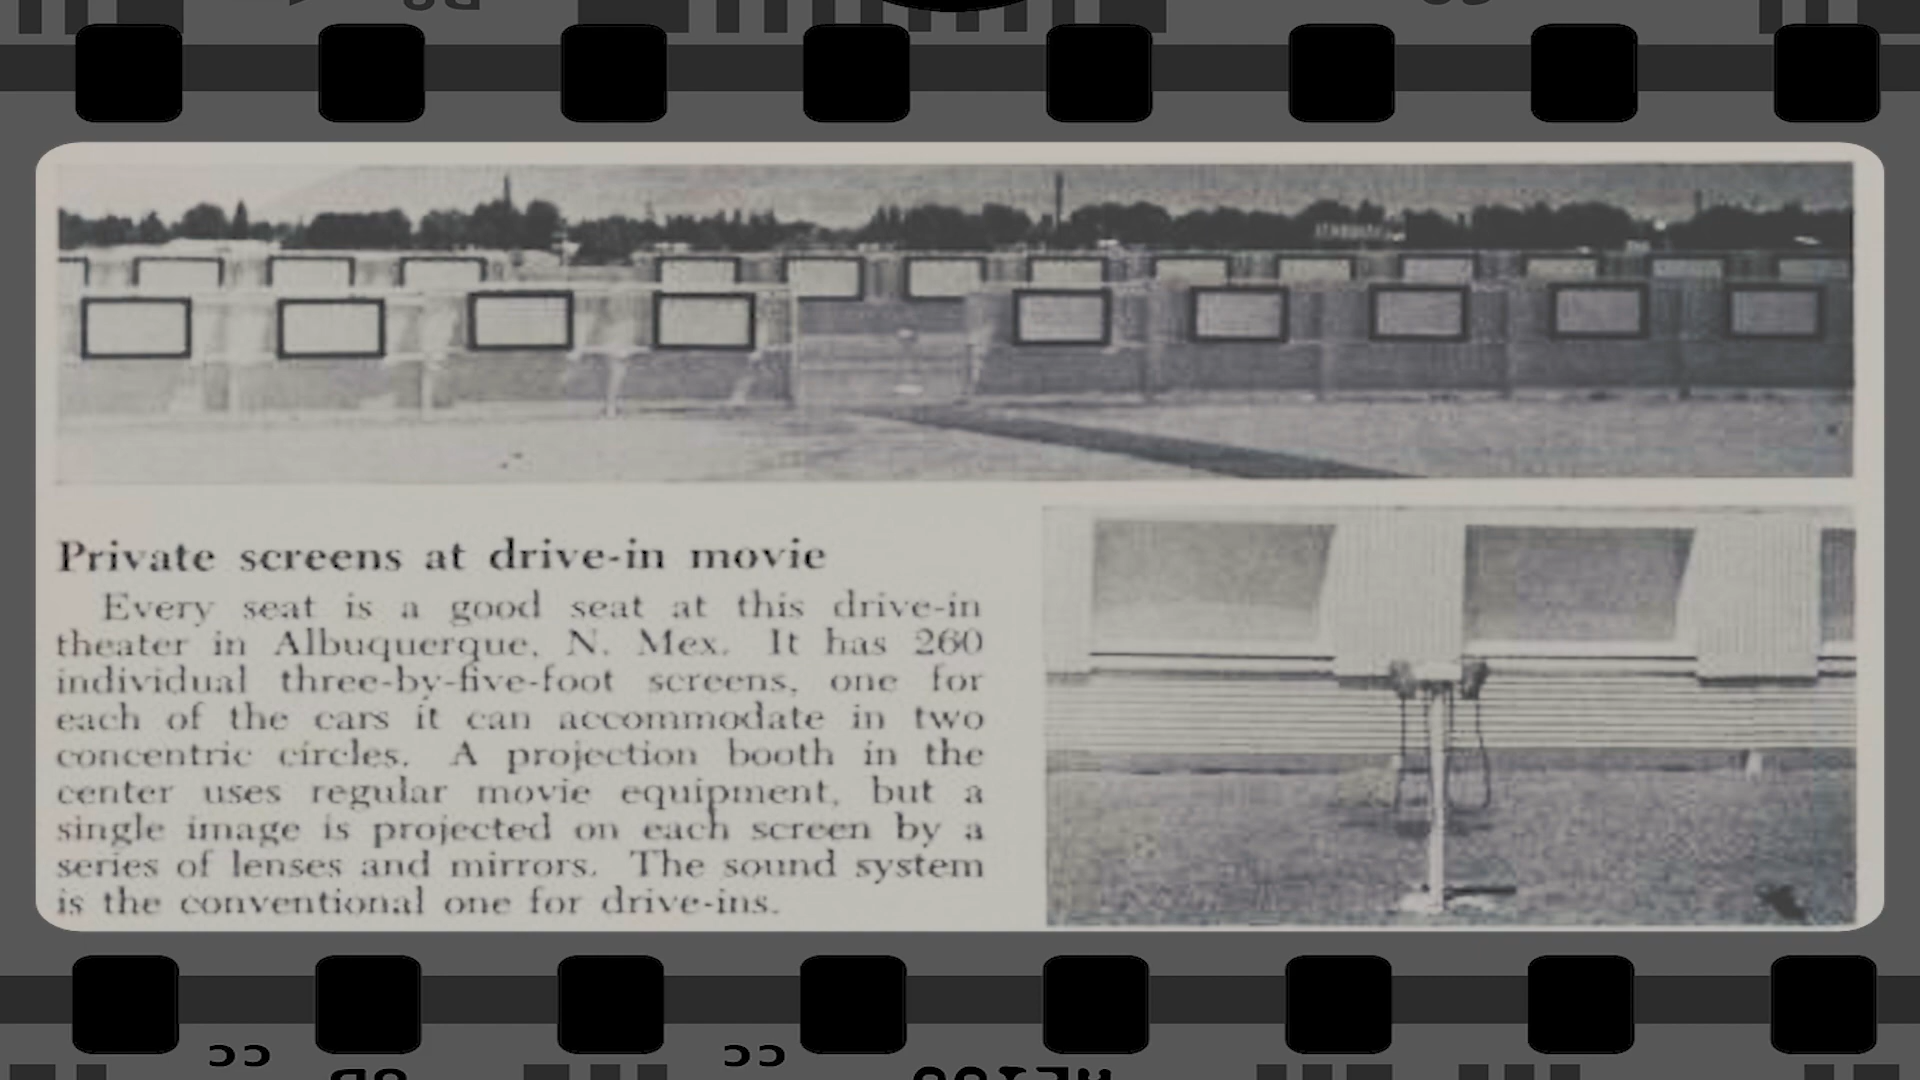 Private screens at drive-in movie
Every seat is a good seat at this drive-in
theater in Albuquerque, N. Mex. It has 260
individual three-by-five-foot screens, one for
each of the cars it can accommodate in two
concentric circles. A projection booth in the
center uses regular movie equipment, but a
single image is projected on each screen by a
series of lenses and mirrors. The sound system
is the conventional one for drive-ins.